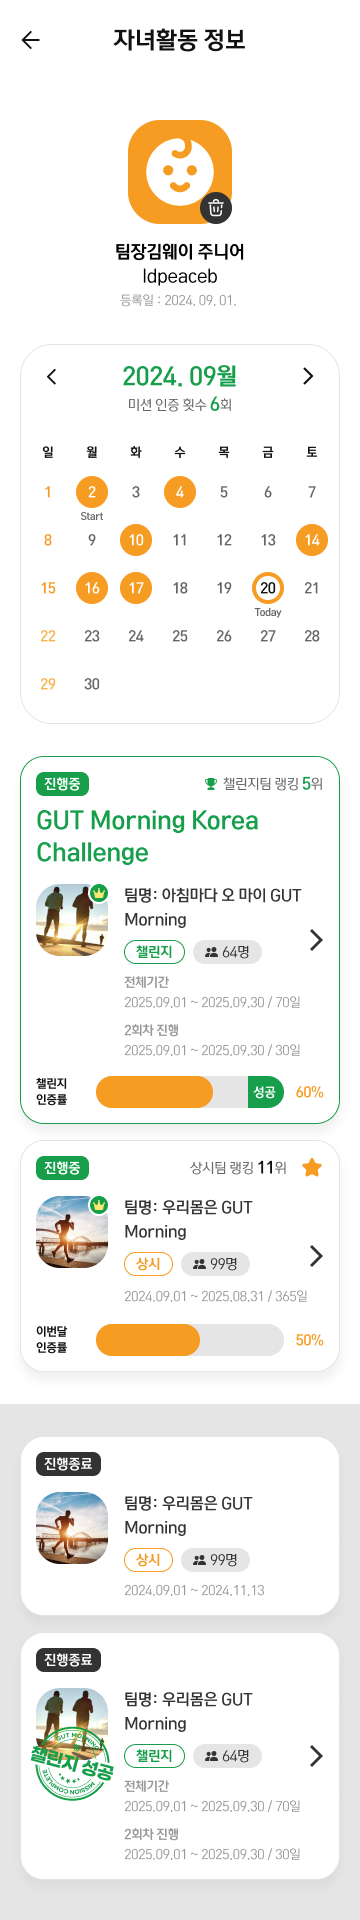 자녀활동 정보
팀장김웨이 주니어
ldpeaceb
등록일 : 2024. 09. 01.
2024. 09월
미션 인증 횟수 6회
일 월 화 수 목 금 토
1 2 3 4 5 6 7
Start
8 9 10 11 12 13 14
15 16 17 18 19 20 21
Today
22 23 24 25 26 27 28
29 30
진행중 챌린지팀 랭킹 5위
GUT Morning Korea
Challenge
팀명: 아침마다 오 마이 GUT
Morning
챌린지 64명
전체기간
2025.09.01 ~ 2025.09.30 / 70일
2회차 진행
2025.09.01 ~ 2025.09.30 / 30일
챌린지
인증률
성공 60%
진행중 상시팀 랭킹 11위
팀명: 우리몸은 GUT
Morning
상시 99명
2024.09.01 ~ 2025.08.31 / 365일
이번달
인증률
50%
진행종료
팀명: 우리몸은 GUT
Morning
상시 99명
2024.09.01 ~ 2024.11.13
진행종료
팀명: 우리몸은 GUT
Morning
GUT MORNING
챌린지 성공
MISSION COMPLETE
챌린지 64명
전체기간
2025.09.01 ~ 2025.09.30 / 70일
2회차 진행
2025.09.01 ~ 2025.09.30 / 30일